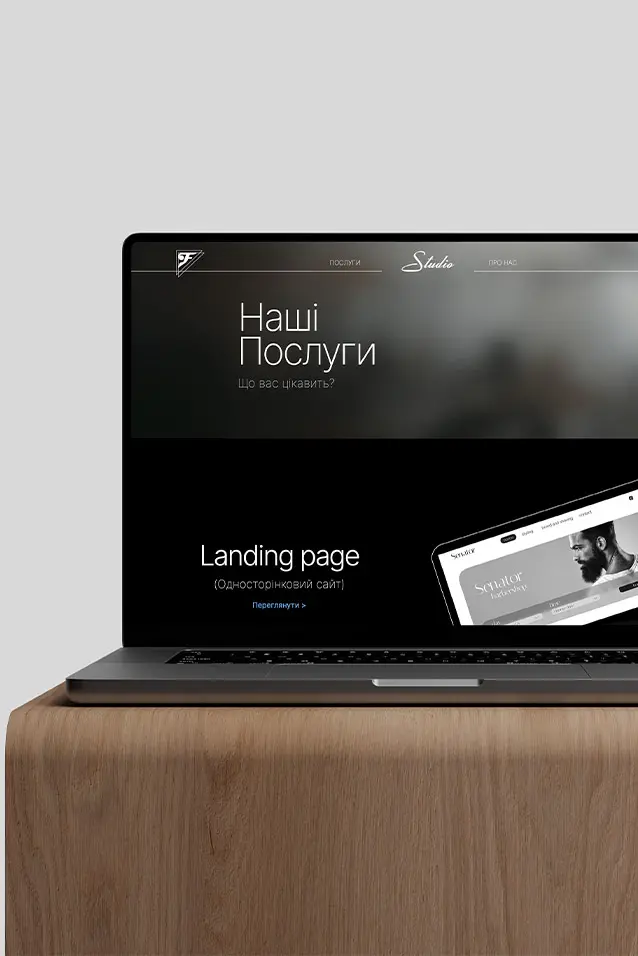 F
ПОСЛУГИ
Studio
ПРО НАС
Наші
Послуги
Що вас цікавить?
Landing page
(Односторінковий сайт)
Переглянути >
Senator
Senator
barbershop